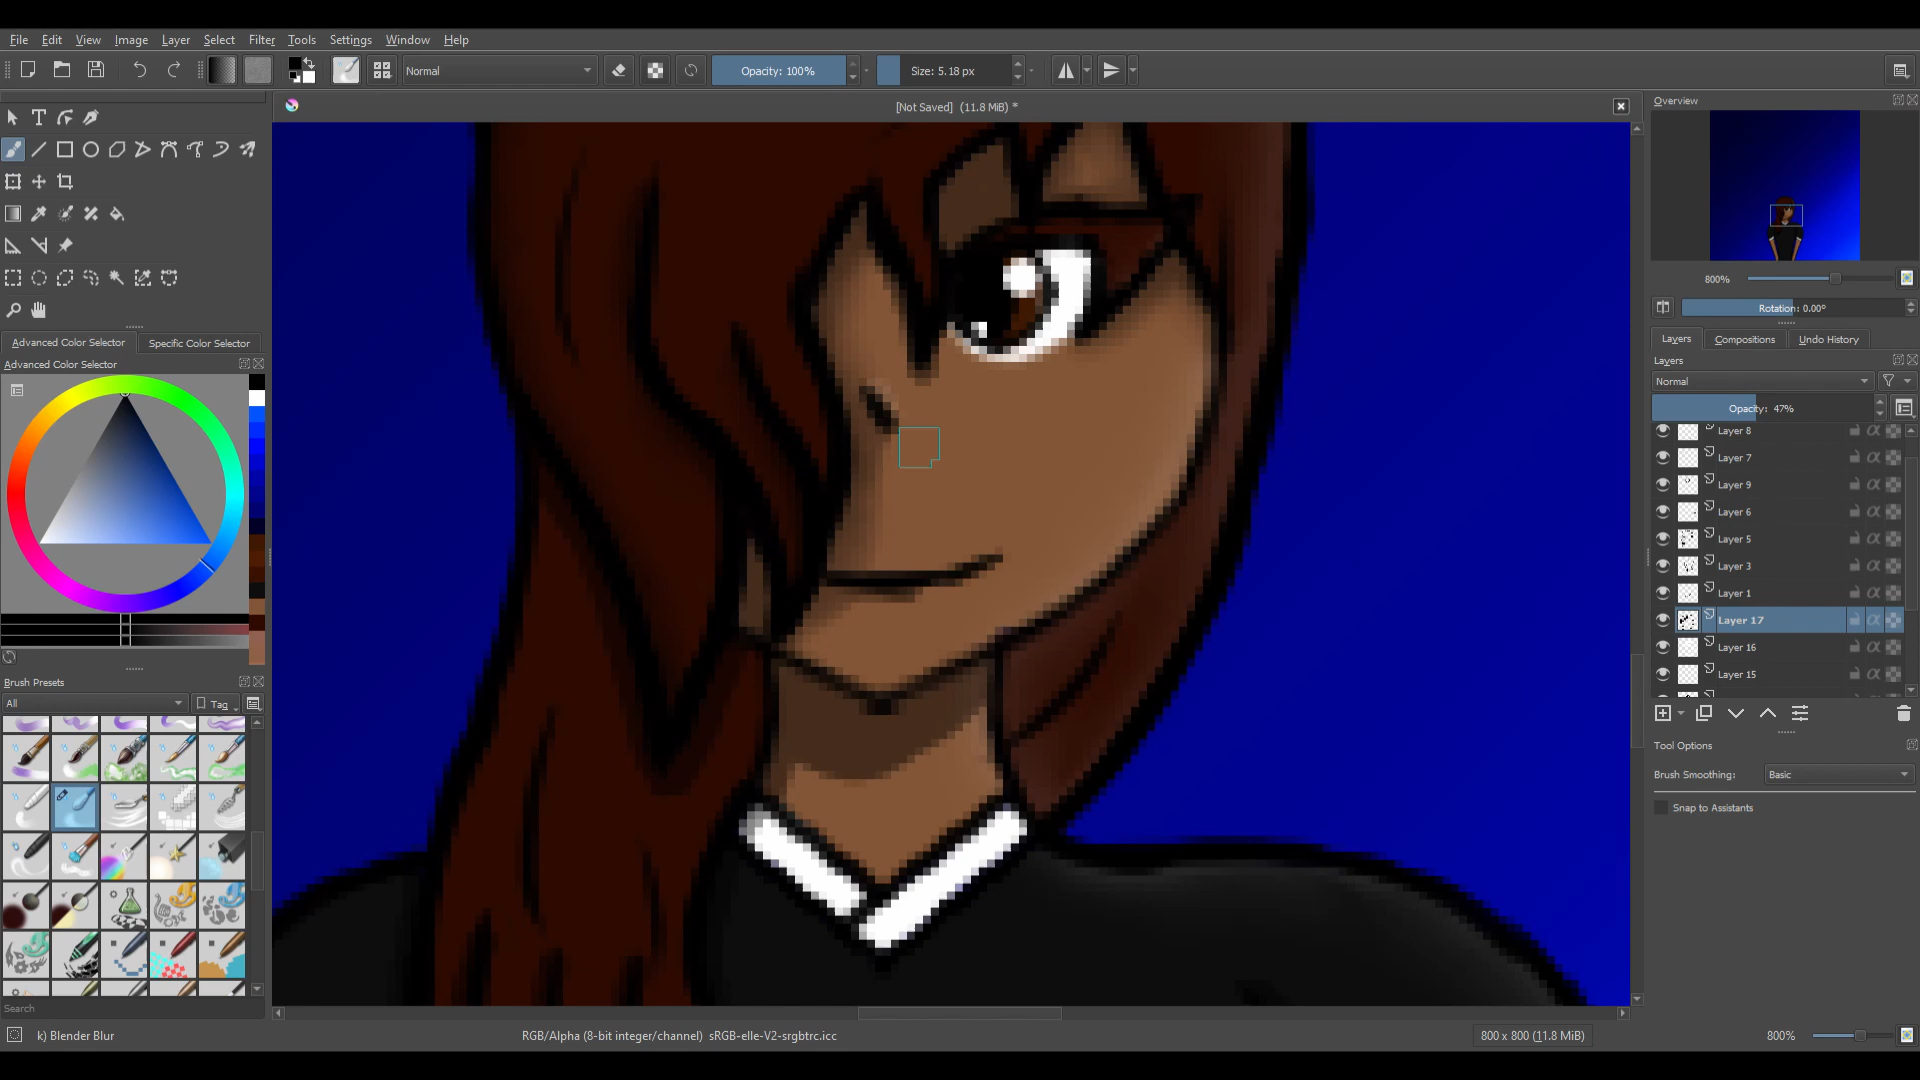 File Edit View Image Layer Select Filter Tools Settings Window Help
Normal
Opacity: 100%
Size: 5.18 px
[Not Saved] (11.8 MiB) *
Advanced Color Selector
Specific Color Selector
Advanced Color Selector
Brush Presets
All
Tag
Search
k) Blender Blur
RGB/Alpha (8-bit integer/channel) sRGB-elle-V2-srgbtrc.icc
800 x 800 (11.8 MiB)
800%
Overview
800%
Rotation: 0.00°
Layers
Compositions
Undo History
Layers
Normal
Opacity: 47%
Layer 8
Layer 7
Layer 9
Layer 6
Layer 5
Layer 3
Layer 1
Layer 17
Layer 16
Layer 15
Tool Options
Brush Smoothing:
Basic
Snap to Assistants